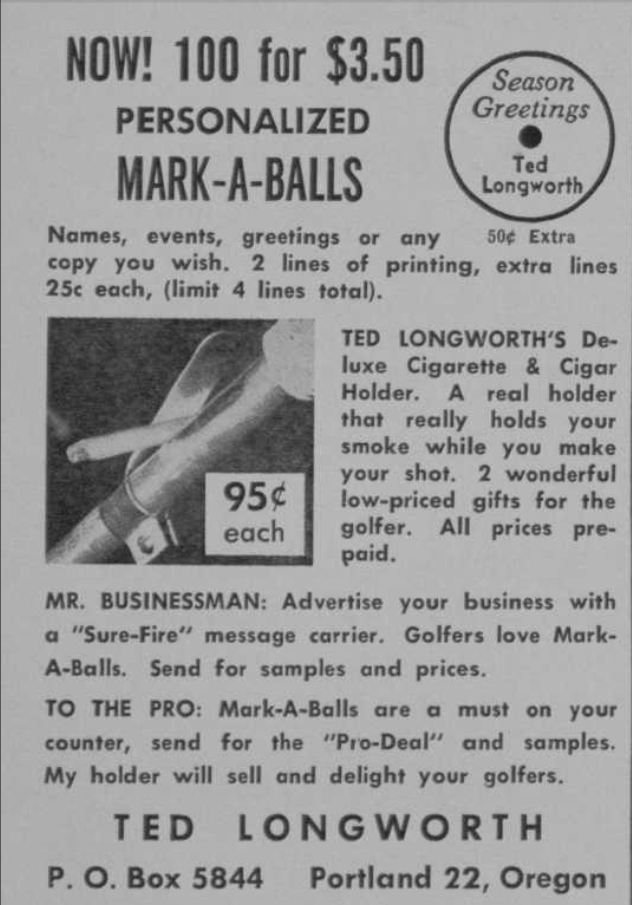 NOW! 100 for $3.50
PERSONALIZED
MARK-A-BALLS
Season
Greetings
Ted
Longworth
50¢ Extra
Names, events, greetings or any
copy you wish. 2 lines of printing, extra lines
25c each, (limit 4 lines total).
95¢
each
TED LONGWORTH'S De-
luxe Cigarette & Cigar
Holder. A real holder
that really holds your
smoke while you make
your shot. 2 wonderful
low-priced gifts for the
golfer. All prices pre-
paid.
MR. BUSINESSMAN: Advertise your business with
a "Sure-Fire" message carrier. Golfers love Mark-
A-Balls. Send for samples and prices.
TO THE PRO: Mark-A-Balls are a must on your
counter, send for the "Pro-Deal" and samples.
My holder will sell and delight your golfers.
TED LONGWORTH
P. O. Box 5844 Portland 22, Oregon